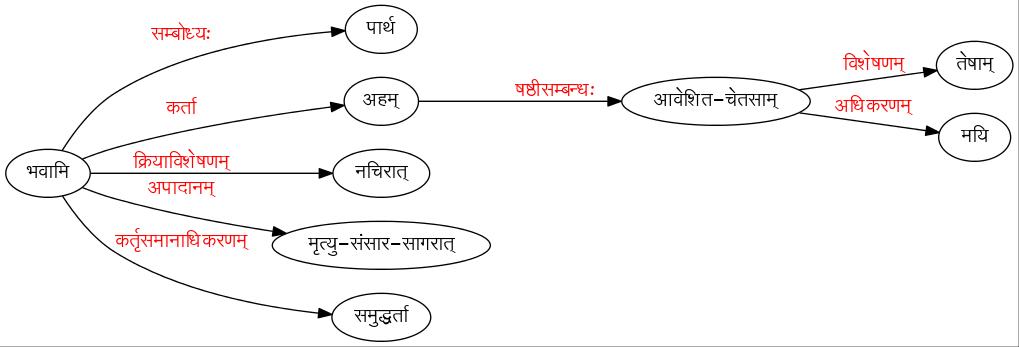 सम्बोध्यः
पार्थ
कर्ता
अहम्
षष्ठीसम्बन्धः
आवेशित-चेतसाम्
विशेषणम्
तेषाम्
अधिकरणम्
मयि
भवामि
क्रियाविशेषणम्
नचिरात्
अपादानम्
मृत्यु-संसार-सागरात्
कर्तृसमानाधिकरणम्
समुद्धर्ता